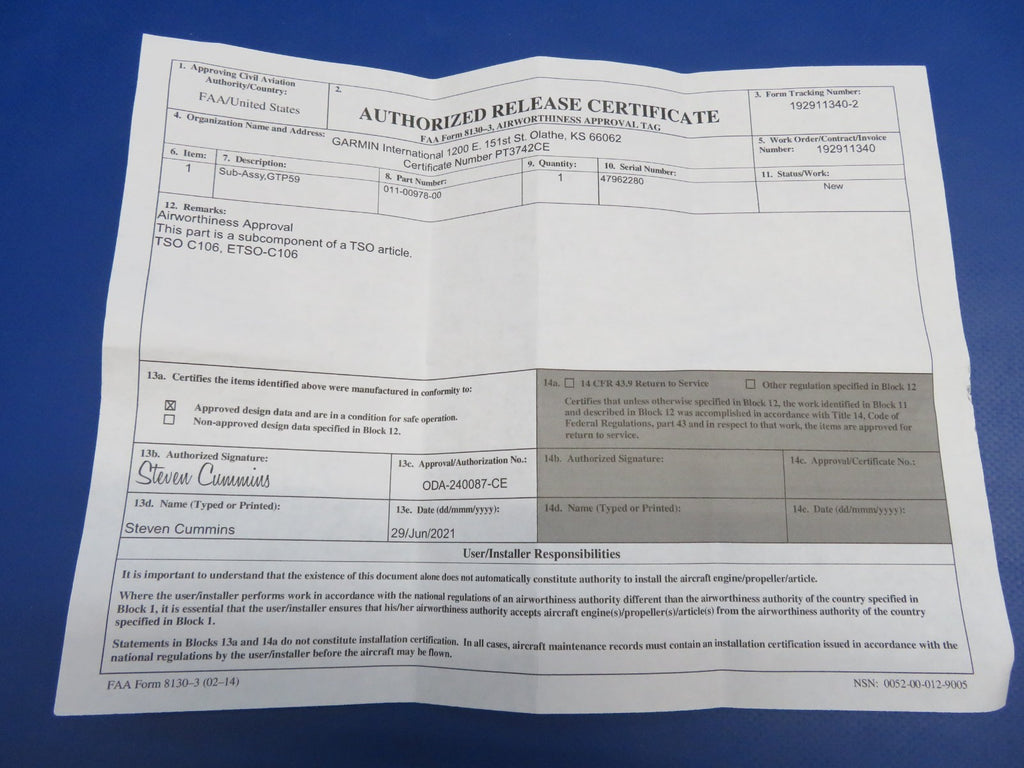 1. Approving Civil Aviation
Authority/Country:
FAA/United States
2.
AUTHORIZED RELEASE CERTIFICATE
FAA Form 8130–3, AIRWORTHINESS APPROVAL TAG
3. Form Tracking Number:
192911340-2
4. Organization Name and Address:
GARMIN International 1200 E. 151st St. Olathe, KS 66062
Certificate Number PT3742CE
5. Work Order/Contract/Invoice
Number: 192911340
6. Item:
1
7. Description:
Sub-Assy,GTP59
8. Part Number:
011-00978-00
9. Quantity:
1
10. Serial Number:
47962280
11. Status/Work:
New
12. Remarks:
Airworthiness Approval
This part is a subcomponent of a TSO article.
TSO C106, ETSO-C106
13a. Certifies the items identified above were manufactured in conformity to:
☒ Approved design data and are in a condition for safe operation.
☐ Non-approved design data specified in Block 12.
14a. ☐ 14 CFR 43.9 Return to Service ☐ Other regulation specified in Block 12
Certifies that unless otherwise specified in Block 12, the work identified in Block 11
and described in Block 12 was accomplished in accordance with Title 14, Code of
Federal Regulations, part 43 and in respect to that work, the items are approved for
return to service.
13b. Authorized Signature:
Steven Cummins
13c. Approval/Authorization No.:
ODA-240087-CE
14b. Authorized Signature:
14c. Approval/Certificate No.:
13d. Name (Typed or Printed):
Steven Cummins
13e. Date (dd/mmm/yyyy):
29/Jun/2021
14d. Name (Typed or Printed):
14e. Date (dd/mmm/yyyy):
User/Installer Responsibilities
It is important to understand that the existence of this document alone does not automatically constitute authority to install the aircraft engine/propeller/article.
Where the user/installer performs work in accordance with the national regulations of an airworthiness authority different than the airworthiness authority of the country specified in
Block 1, it is essential that the user/installer ensures that his/her airworthiness authority accepts aircraft engine(s)/propeller(s)/article(s) from the airworthiness authority of the country
specified in Block 1.
Statements in Blocks 13a and 14a do not constitute installation certification. In all cases, aircraft maintenance records must contain an installation certification issued in accordance with the
national regulations by the user/installer before the aircraft may be flown.
FAA Form 8130–3 (02–14)
NSN: 0052-00-012-9005